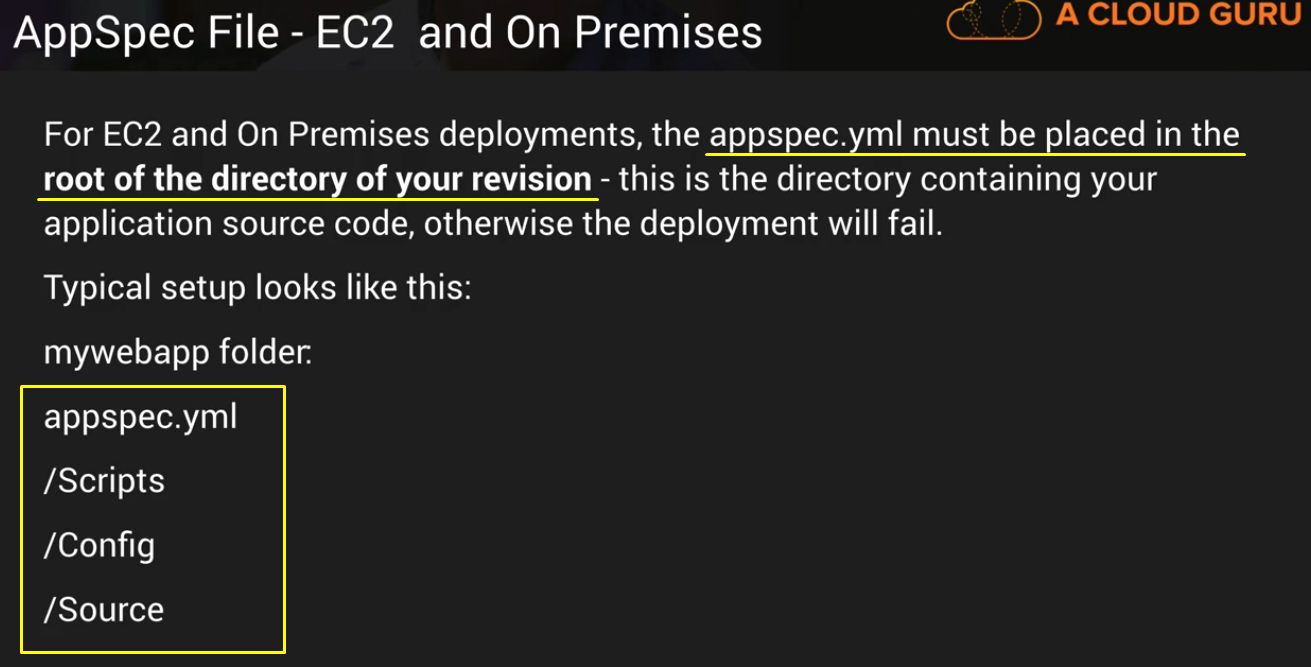 AppSpec File - EC2 and On Premises
A CLOUD GURU
For EC2 and On Premises deployments, the appspec.yml must be placed in the
root of the directory of your revision - this is the directory containing your
application source code, otherwise the deployment will fail.
Typical setup looks like this:
mywebapp folder:
appspec.yml
/Scripts
/Config
/Source